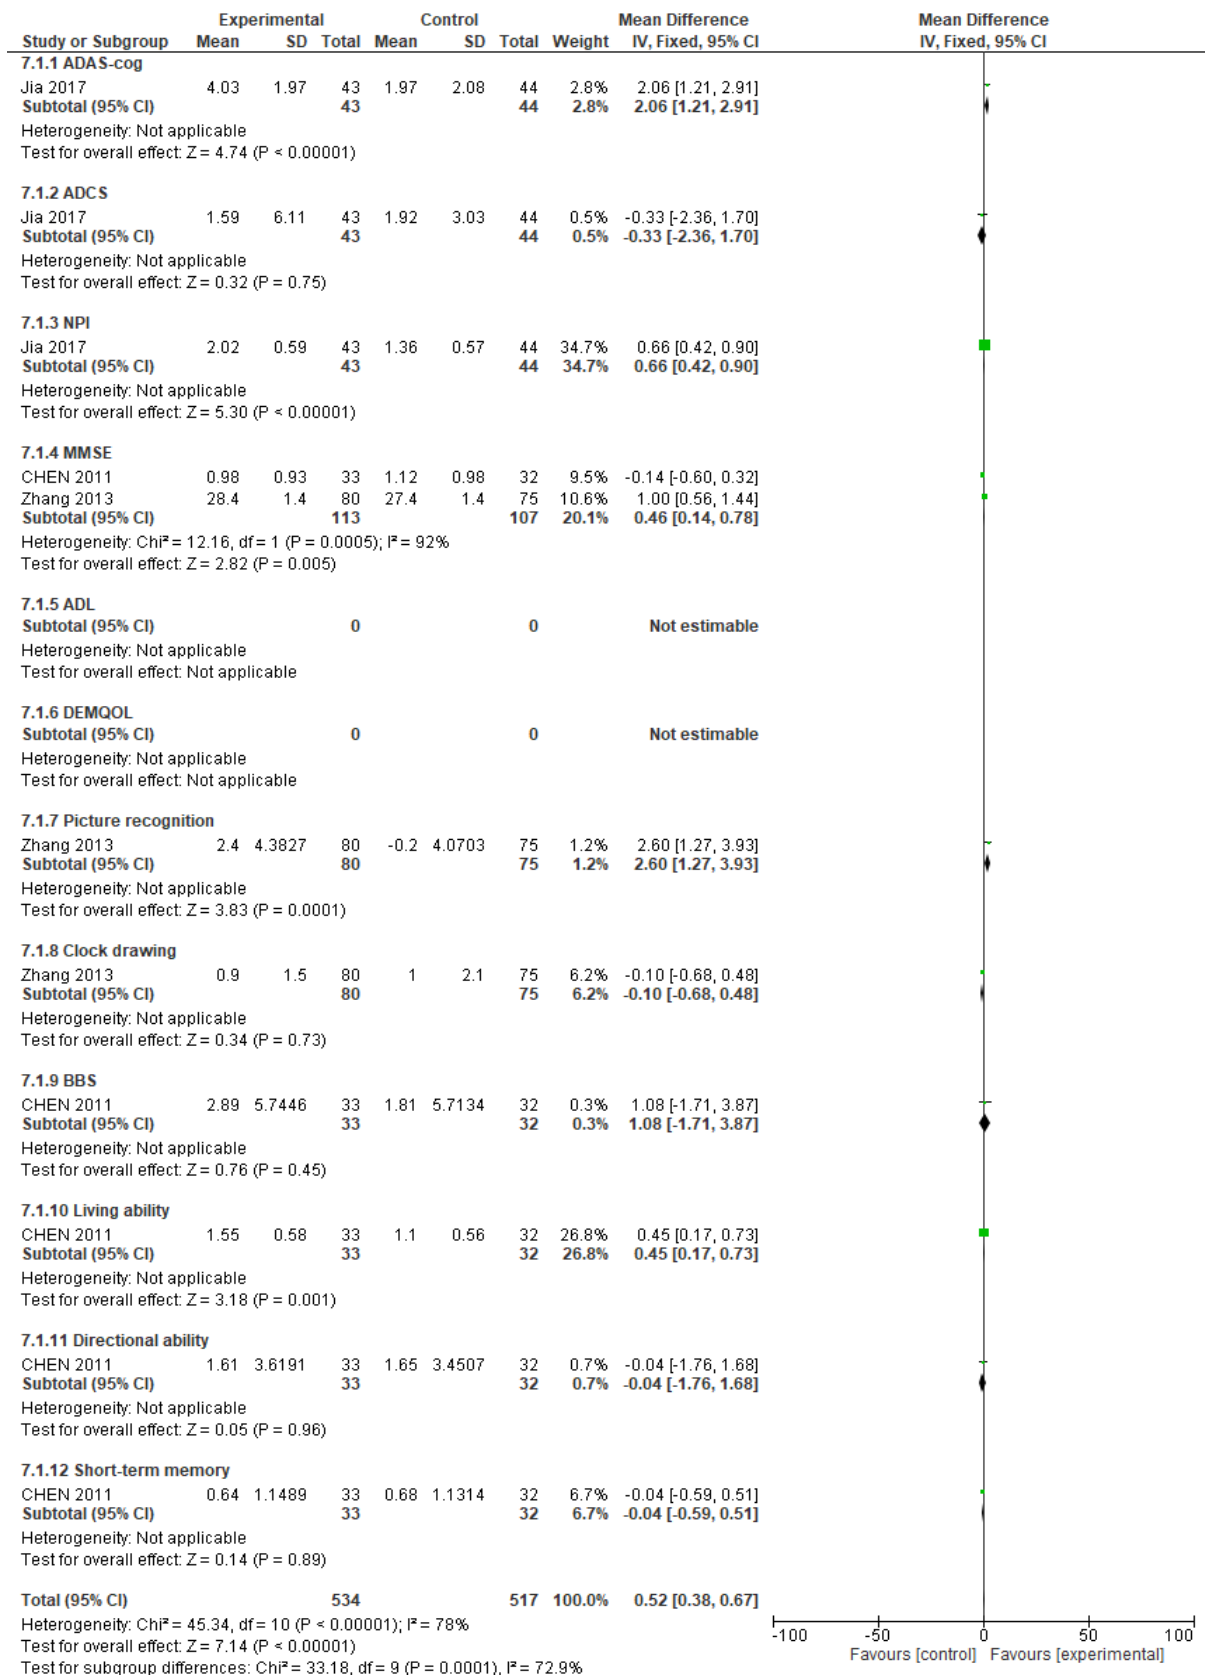 Experimental Control Mean Difference Mean Difference
Study or Subgroup Mean SD Total Mean SD Total Weight IV, Fixed, 95% CI IV, Fixed, 95% CI
7.1.1 ADAS-cog
Jia 2017 4.03 1.97 43 1.97 2.08 44 2.8% 2.06 [1.21, 2.91]
Subtotal (95% CI) 43 44 2.8% 2.06 [1.21, 2.91]
Heterogeneity: Not applicable
Test for overall effect: Z = 4.74 (P < 0.00001)
7.1.2 ADCS
Jia 2017 1.59 6.11 43 1.92 3.03 44 0.5% -0.33 [-2.36, 1.70]
Subtotal (95% CI) 43 44 0.5% -0.33 [-2.36, 1.70]
Heterogeneity: Not applicable
Test for overall effect: Z = 0.32 (P = 0.75)
7.1.3 NPI
Jia 2017 2.02 0.59 43 1.36 0.57 44 34.7% 0.66 [0.42, 0.90]
Subtotal (95% CI) 43 44 34.7% 0.66 [0.42, 0.90]
Heterogeneity: Not applicable
Test for overall effect: Z = 5.30 (P < 0.00001)
7.1.4 MMSE
CHEN 2011 0.98 0.93 33 1.12 0.98 32 9.5% -0.14 [-0.60, 0.32]
Zhang 2013 28.4 1.4 80 27.4 1.4 75 10.6% 1.00 [0.56, 1.44]
Subtotal (95% CI) 113 107 20.1% 0.46 [0.14, 0.78]
Heterogeneity: Chi² = 12.16, df = 1 (P = 0.0005); I² = 92%
Test for overall effect: Z = 2.82 (P = 0.005)
7.1.5 ADL
Subtotal (95% CI) 0 0 Not estimable
Heterogeneity: Not applicable
Test for overall effect: Not applicable
7.1.6 DEMQOL
Subtotal (95% CI) 0 0 Not estimable
Heterogeneity: Not applicable
Test for overall effect: Not applicable
7.1.7 Picture recognition
Zhang 2013 2.4 4.3827 80 -0.2 4.0703 75 1.2% 2.60 [1.27, 3.93]
Subtotal (95% CI) 80 75 1.2% 2.60 [1.27, 3.93]
Heterogeneity: Not applicable
Test for overall effect: Z = 3.83 (P = 0.0001)
7.1.8 Clock drawing
Zhang 2013 0.9 1.5 80 1 2.1 75 6.2% -0.10 [-0.68, 0.48]
Subtotal (95% CI) 80 75 6.2% -0.10 [-0.68, 0.48]
Heterogeneity: Not applicable
Test for overall effect: Z = 0.34 (P = 0.73)
7.1.9 BBS
CHEN 2011 2.89 5.7446 33 1.81 5.7134 32 0.3% 1.08 [-1.71, 3.87]
Subtotal (95% CI) 33 32 0.3% 1.08 [-1.71, 3.87]
Heterogeneity: Not applicable
Test for overall effect: Z = 0.76 (P = 0.45)
7.1.10 Living ability
CHEN 2011 1.55 0.58 33 1.1 0.56 32 26.8% 0.45 [0.17, 0.73]
Subtotal (95% CI) 33 32 26.8% 0.45 [0.17, 0.73]
Heterogeneity: Not applicable
Test for overall effect: Z = 3.18 (P = 0.001)
7.1.11 Directional ability
CHEN 2011 1.61 3.6191 33 1.65 3.4507 32 0.7% -0.04 [-1.76, 1.68]
Subtotal (95% CI) 33 32 0.7% -0.04 [-1.76, 1.68]
Heterogeneity: Not applicable
Test for overall effect: Z = 0.05 (P = 0.96)
7.1.12 Short-term memory
CHEN 2011 0.64 1.1489 33 0.68 1.1314 32 6.7% -0.04 [-0.59, 0.51]
Subtotal (95% CI) 33 32 6.7% -0.04 [-0.59, 0.51]
Heterogeneity: Not applicable
Test for overall effect: Z = 0.14 (P = 0.89)
Total (95% CI) 534 517 100.0% 0.52 [0.38, 0.67]
Heterogeneity: Chi² = 45.34, df = 10 (P < 0.00001); I² = 78%
Test for overall effect: Z = 7.14 (P < 0.00001)
Test for subgroup differences: Chi² = 33.18, df = 9 (P = 0.0001), I² = 72.9%
-100 -50 0 50 100
Favours [control] Favours [experimental]